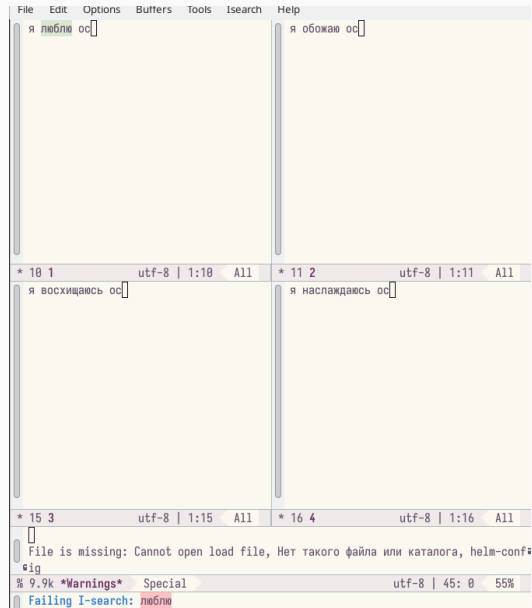 File Edit Options Buffers Tools Isearch Help
я люблю ос
я обожаю ос
* 10 1 utf-8 | 1:10 All
* 11 2 utf-8 | 1:11 All
я восхищаюсь ос
я наслаждаюсь ос
* 15 3 utf-8 | 1:15 All
* 16 4 utf-8 | 1:16 All
File is missing: Cannot open load file, Нет такого файла или каталога, helm-conf
ig
% 9.9k *Warnings* Special utf-8 | 45: 0 55%
Failing I-search: люблю